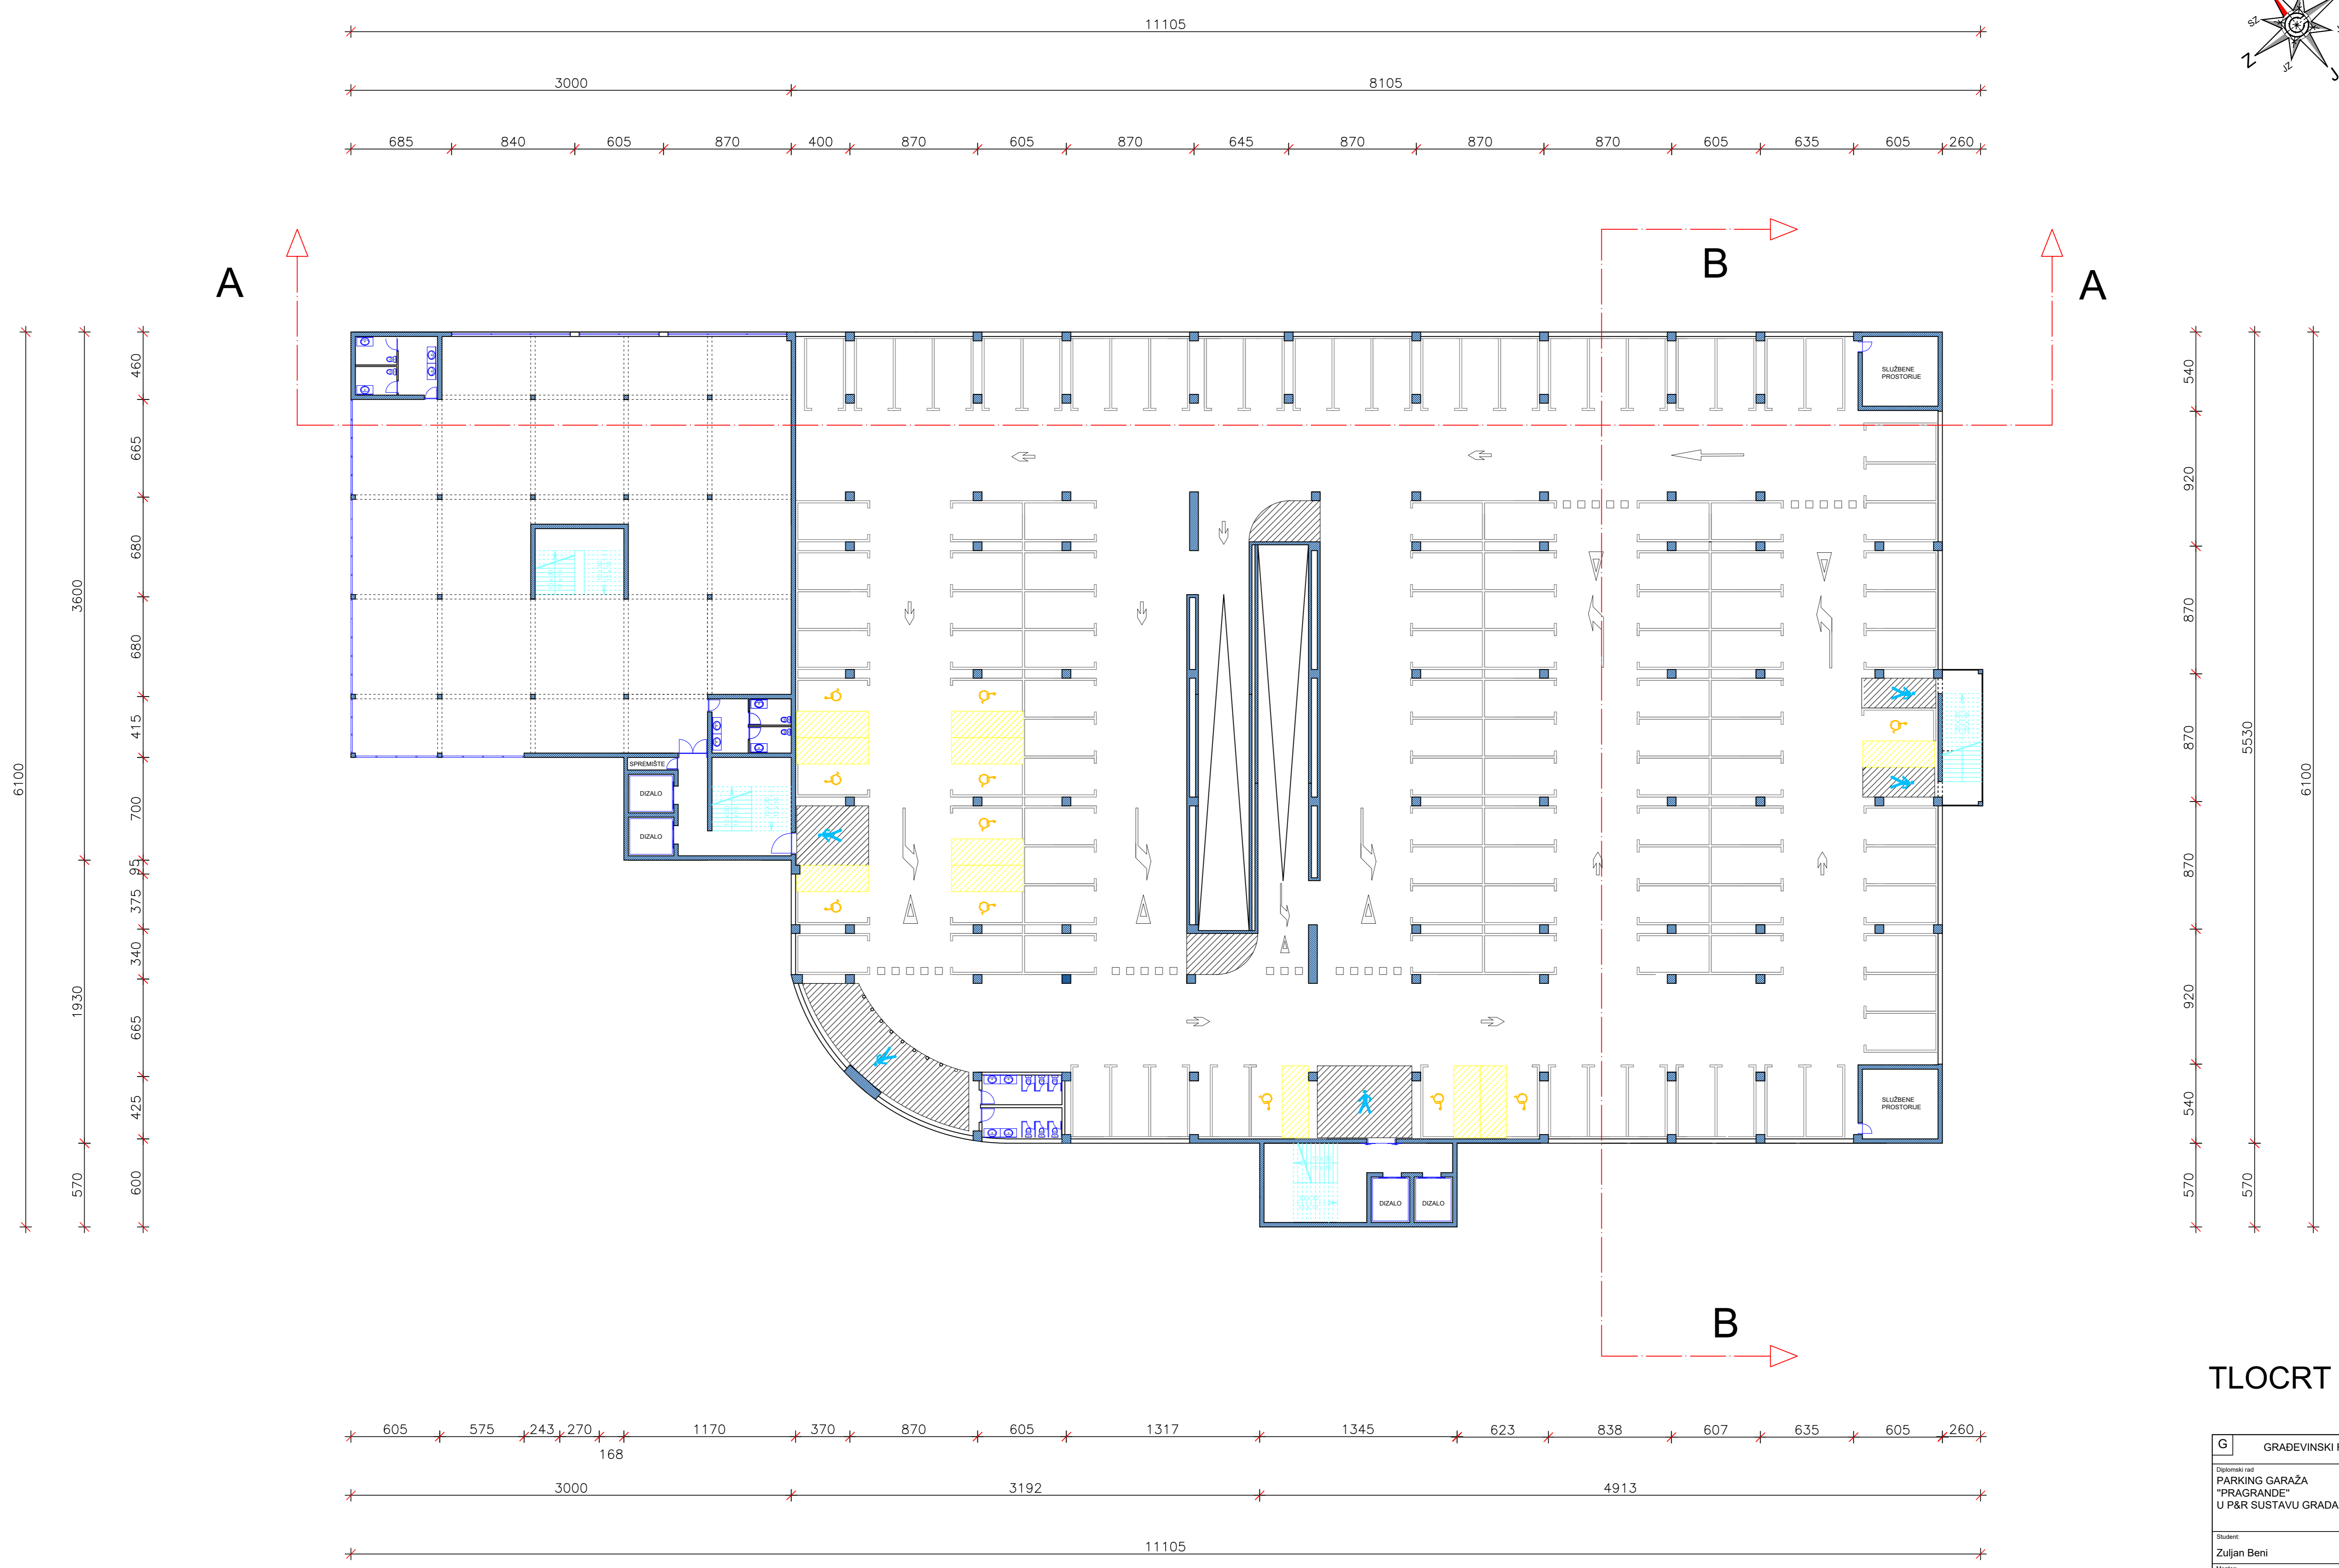 11105
3000 8105
685 840 605 870 400 870 605 870 645 870 870 870 605 635 605 260
SZ
Z
JZ
J
A
B
A
6100
3600
1930
570
460
665
680
680
415
700
95
375
340
665
425
600
SLUŽBENE
PROSTORIJE
SPREMIŠTE
DIZALO
DIZALO
SLUŽBENE
PROSTORIJE
DIZALO DIZALO
540
920
870
870
870
920
540
570
5530
570
6100
B
TLOCRT
605 575 243 270 1170 370 870 605 1317 1345 623 838 607 635 605 260
168
3000 3192 4913
11105
G GRAĐEVINSKI
Diplomski rad
PARKING GARAŽA
"PRAGRANDE"
U P&R SUSTAVU GRADA
Student:
Zuljan Beni